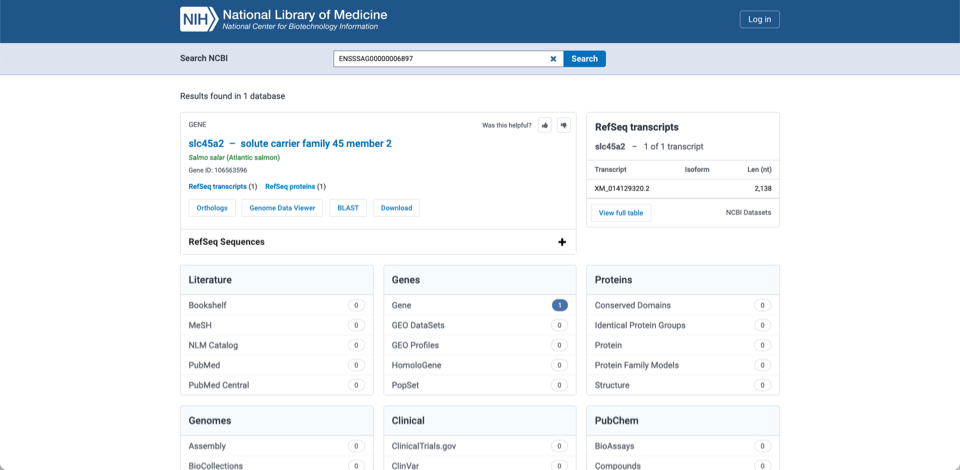 NIH National Library of Medicine
National Center for Biotechnology Information
Log in
Search NCBI
ENSSSAG00000006897
Search
Results found in 1 database
GENE
Was this helpful?
slc45a2 – solute carrier family 45 member 2
Salmo salar (Atlantic salmon)
Gene ID: 106563596
RefSeq transcripts (1) RefSeq proteins (1)
Orthologs Genome Data Viewer BLAST Download
RefSeq Sequences
RefSeq transcripts
slc45a2 – 1 of 1 transcript
Transcript Isoform Len (nt)
XM_014129320.2 2,138
View full table NCBI Datasets
Literature
Bookshelf 0
MeSH 0
NLM Catalog 0
PubMed 0
PubMed Central 0
Genes
Gene 1
GEO DataSets 0
GEO Profiles 0
HomoloGene 0
PopSet 0
Proteins
Conserved Domains 0
Identical Protein Groups 0
Protein 0
Protein Family Models 0
Structure 0
Genomes
Assembly 0
BioCollections 0
Clinical
ClinicalTrials.gov 0
ClinVar 0
PubChem
BioAssays 0
Compounds 0